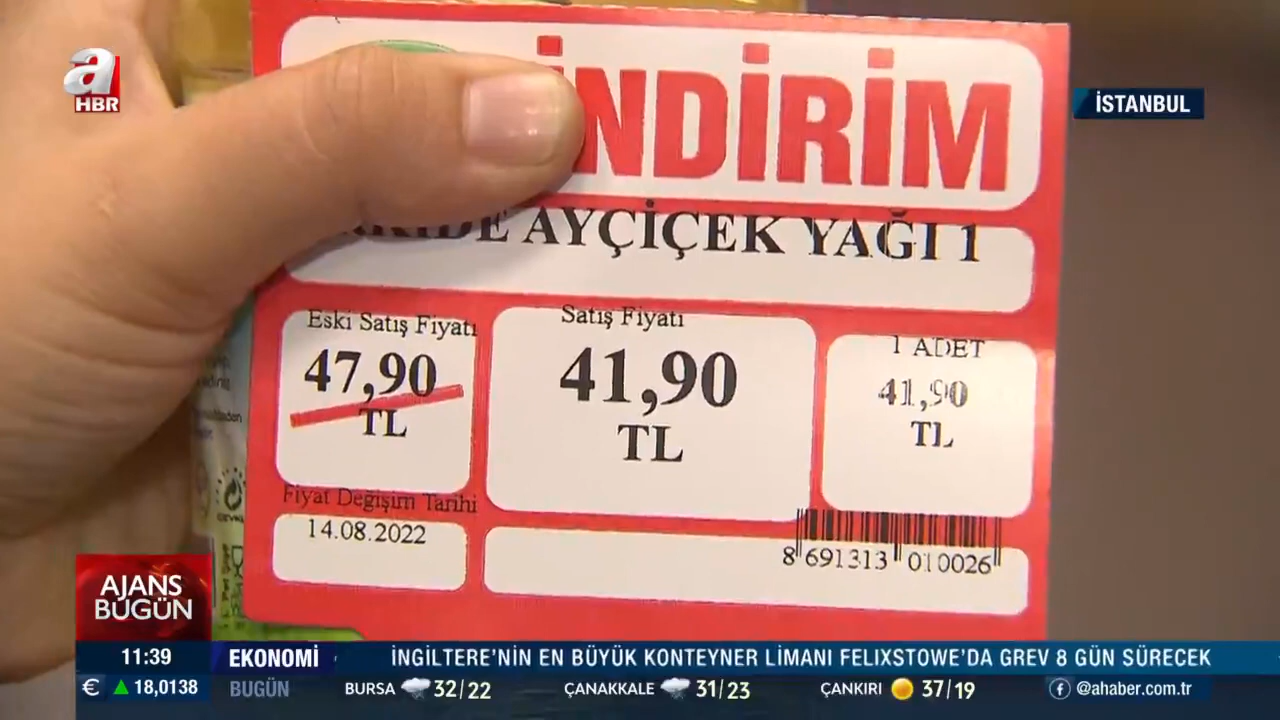 a
HBR
İSTANBUL
İNDİRİM
AYÇİÇEK YAĞI 1
Eski Satış Fiyatı
47,90
TL
Satış Fiyatı
41,90
TL
1 ADET
41,90
TL
Fiyat Değişim Tarihi
14.08.2022
8 691313 010026
AJANS
BUGÜN
11:39 EKONOMİ İNGİLTERE'NİN EN BÜYÜK KONTEYNER LİMANI FELIXSTOWE'DA GREV 8 GÜN SÜRECEK
€ 18,0138 BUGÜN BURSA 32/22 ÇANAKKALE 31/23 ÇANKIRI 37/19 @ahaber.com.tr